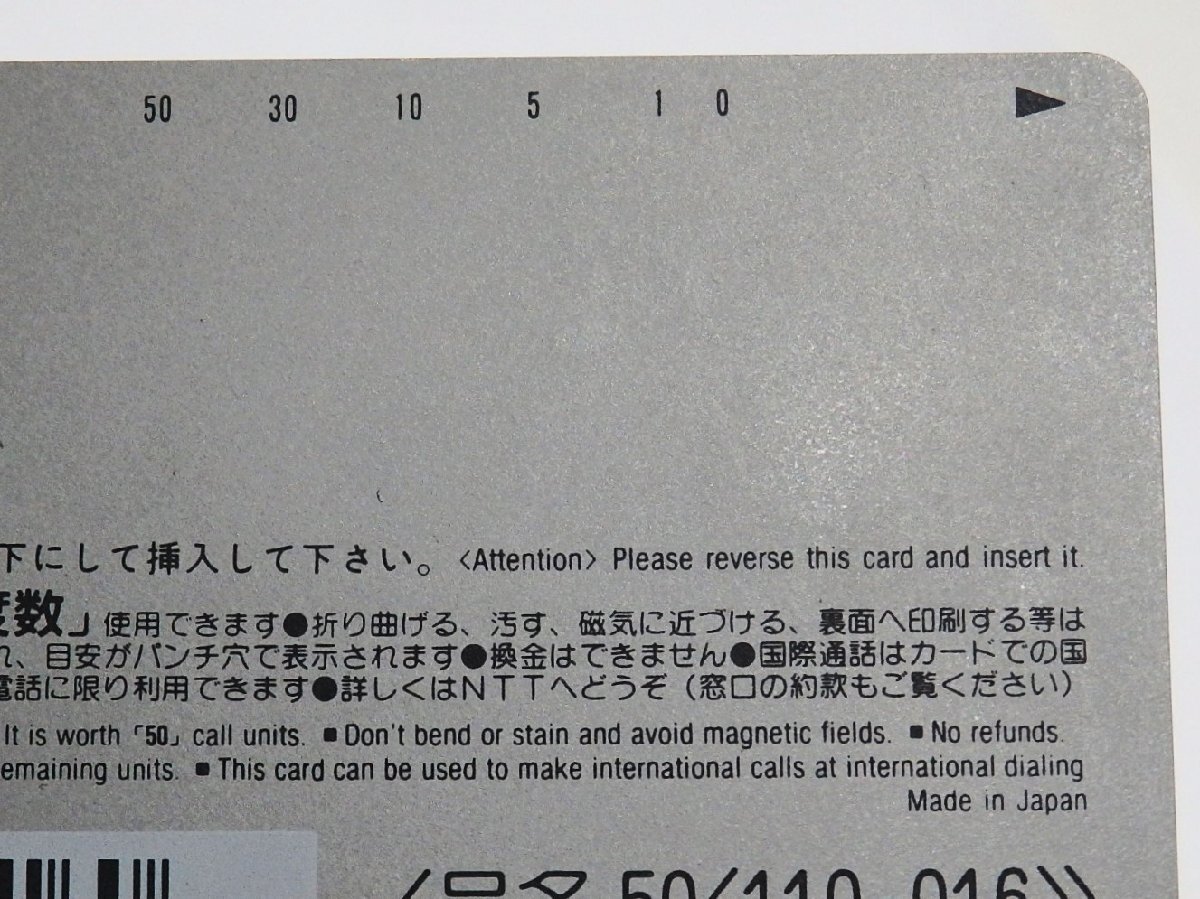 50 30 10 5 1 0 ▶
下にして挿入して下さい。〈Attention〉 Please reverse this card and insert it.
度数」使用できます●折り曲げる、汚す、磁気に近づける、裏面へ印刷する等は
れ、目安がパンチ穴で表示されます●換金はできません●国際通話はカードでの国
電話に限り利用できます●詳しくはNTTへどうぞ(窓口の約款もご覧ください)
It is worth「50」call units. ■Don't bend or stain and avoid magnetic fields. ■No refunds.
emaining units. ■This card can be used to make international calls at international dialing
Made in Japan
50/110-016》